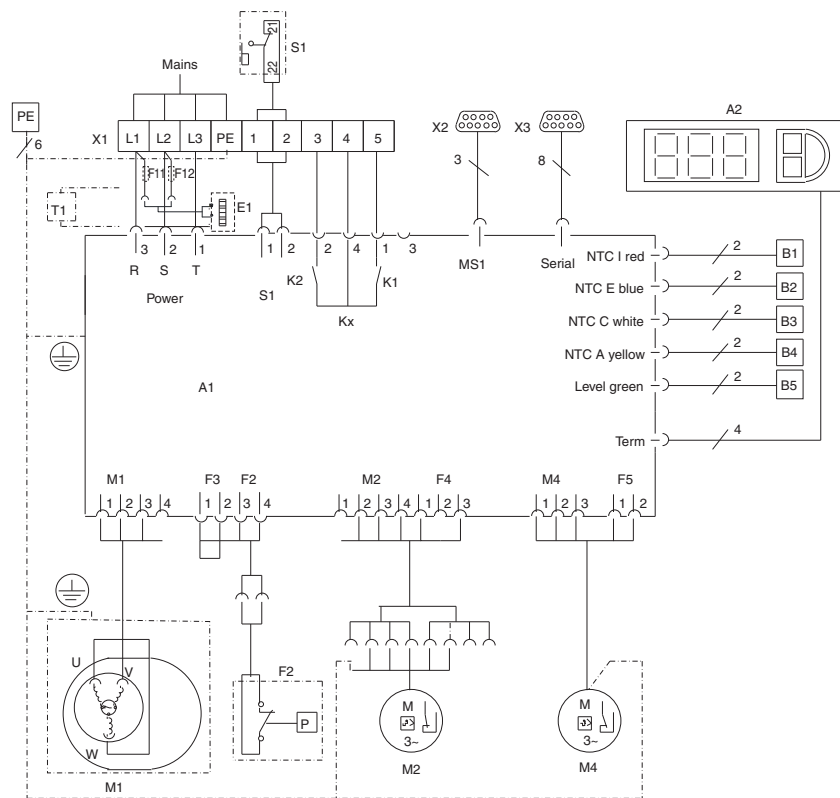 21
S1
22
Mains
PE
6
X1 L1 L2 L3 PE 1 2 3 4 5
X2
X3
A2
3
8
F11 F12
T1
E1
3 2 1 1 2 2 4 1 3
R S T
Power
S1
K2
K1
Kx
MS1
Serial
NTC I red 2 B1
NTC E blue 2 B2
NTC C white 2 B3
NTC A yellow 2 B4
Level green 2 B5
Term 4
A1
M1 F3 F2 M2 F4 M4 F5
1 2 3 4 1 2 3 4 1 2 3 4 1 2 3 1 2 3 1 2
U
V
W
M1
F2
P
M
3~
M2
M
3~
M4